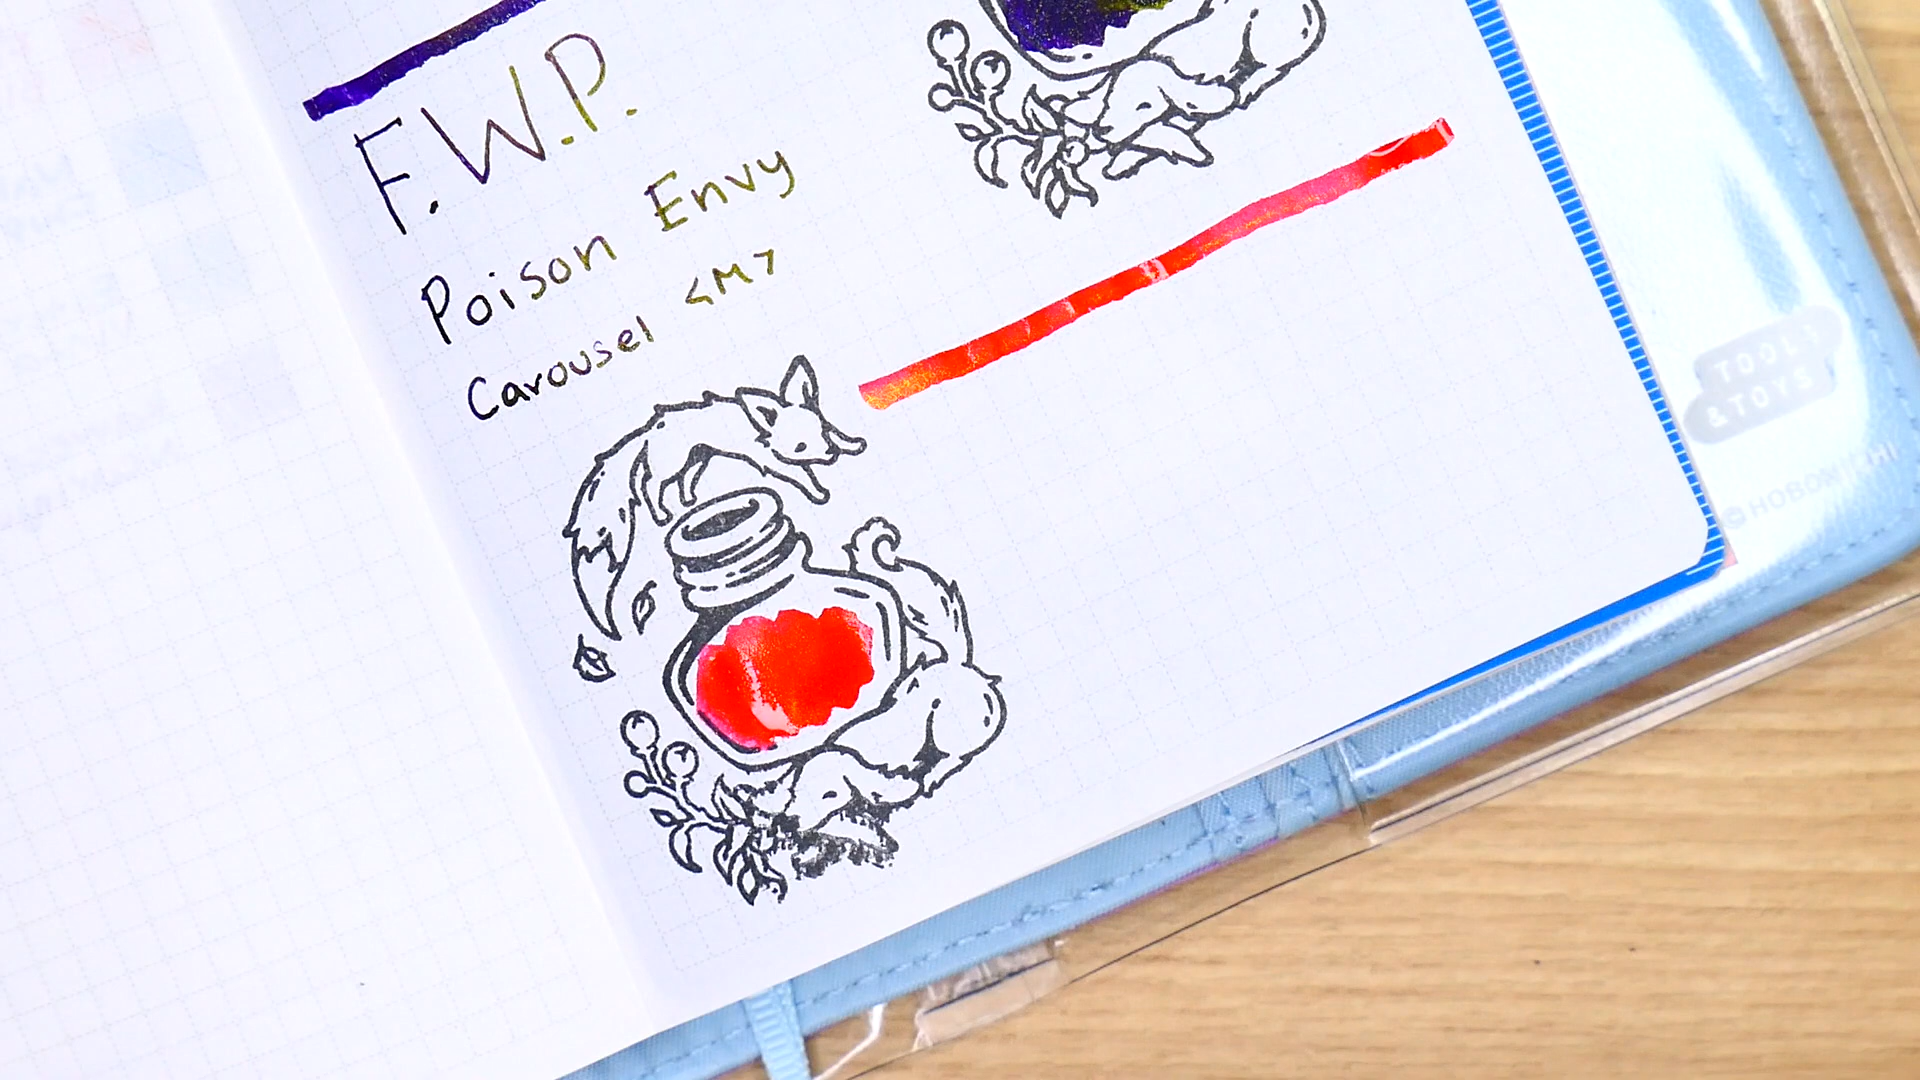 F.W.P.
Poison Envy
Carousel <M>
TOOLS
& TOYS
HOBONICHI